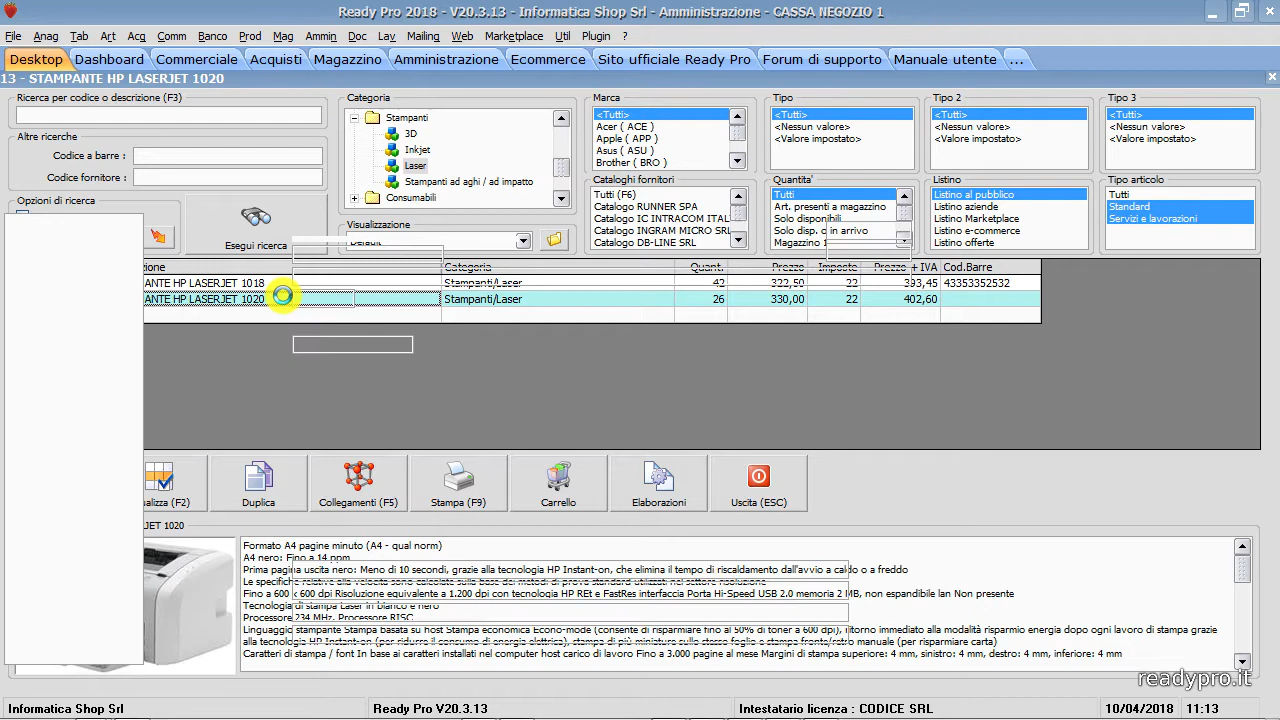 Ready Pro 2018 - V20.3.13 - Informatica Shop Srl - Amministrazione - CASSA NEGOZIO 1
File Anag Tab Art Acq Comm Banco Prod Mag Ammin Doc Lav Mailing Web Marketplace Util Plugin ?
Desktop Dashboard Commerciale Acquisti Magazzino Amministrazione Ecommerce Sito ufficiale Ready Pro Forum di supporto Manuale utente ...
13 - STAMPANTE HP LASERJET 1020
Ricerca per codice o descrizione (F3)
Altre ricerche
Codice a barre :
Codice fornitore :
Opzioni di ricerca
Esegui ricerca
Categoria
Stampanti
3D
Inkjet
Laser
Stampanti ad aghi / ad impatto
Consumabili
Visualizzazione
Default
Marca
<Tutti>
Acer ( ACE )
Apple ( APP )
Asus ( ASU )
Brother ( BRO )
Cataloghi fornitori
Tutti (F6)
Catalogo RUNNER SPA
Catalogo IC INTRACOM ITAL
Catalogo INGRAM MICRO SRL
Catalogo DB-LINE SRL
Tipo
<Tutti>
<Nessun valore>
<Valore impostato>
Quantita'
Tutti
Art. presenti a magazzino
Solo disponibili
Solo disp. o in arrivo
Magazzino 1
Tipo 2
<Tutti>
<Nessun valore>
<Valore impostato>
Listino
Listino al pubblico
Listino aziende
Listino Marketplace
Listino e-commerce
Listino offerte
Tipo 3
<Tutti>
<Nessun valore>
<Valore impostato>
Tipo articolo
Tutti
Standard
Servizi e lavorazioni
zione Categoria Quant. Prezzo Imposte Prezzo + IVA Cod.Barre
ANTE HP LASERJET 1018 Stampanti/Laser 42 322,50 22 393,45 43353352532
ANTE HP LASERJET 1020 Stampanti/Laser 26 330,00 22 402,60
alizza (F2) Duplica Collegamenti (F5) Stampa (F9) Carrello Elaborazioni Uscita (ESC)
JET 1020
Formato A4 pagine minuto (A4 - qual norm)
A4 nero: Fino a 14 ppm
Prima pagina uscita nero: Meno di 10 secondi, grazie alla tecnologia HP Instant-on, che elimina il tempo di riscaldamento dall'avvio a caldo o a freddo
Le specifiche relative alla velocità sono calcolate sulla base dei metodi di prova standard utilizzati nel settore risoluzione
Fino a 600 x 600 dpi Risoluzione equivalente a 1.200 dpi con tecnologia HP REt e FastRes interfaccia Porta Hi-Speed USB 2.0 memoria 2 MB, non espandibile lan Non presente
Tecnologia di stampa Laser in bianco e nero
Processore 234 MHz. Processore RISC
Linguaggio stampante Stampa basata su host Stampa economica Econo-mode (consente di risparmiare fino al 50% di toner a 600 dpi), ritorno immediato alla modalità risparmio energia dopo ogni lavoro di stampa grazie
alla tecnologia HP Instant-on (per ridurre il consumo di energia elettrica), stampa di più miniature sullo stesso foglio e stampa fronte/retro manuale (per risparmiare carta)
Caratteri di stampa / font In base ai caratteri installati nel computer host carico di lavoro Fino a 3.000 pagine al mese Margini di stampa superiore: 4 mm, sinistro: 4 mm, destro: 4 mm, inferiore: 4 mm
readypro.it
Informatica Shop Srl Ready Pro V20.3.13 Intestatario licenza : CODICE SRL 10/04/2018 11:13